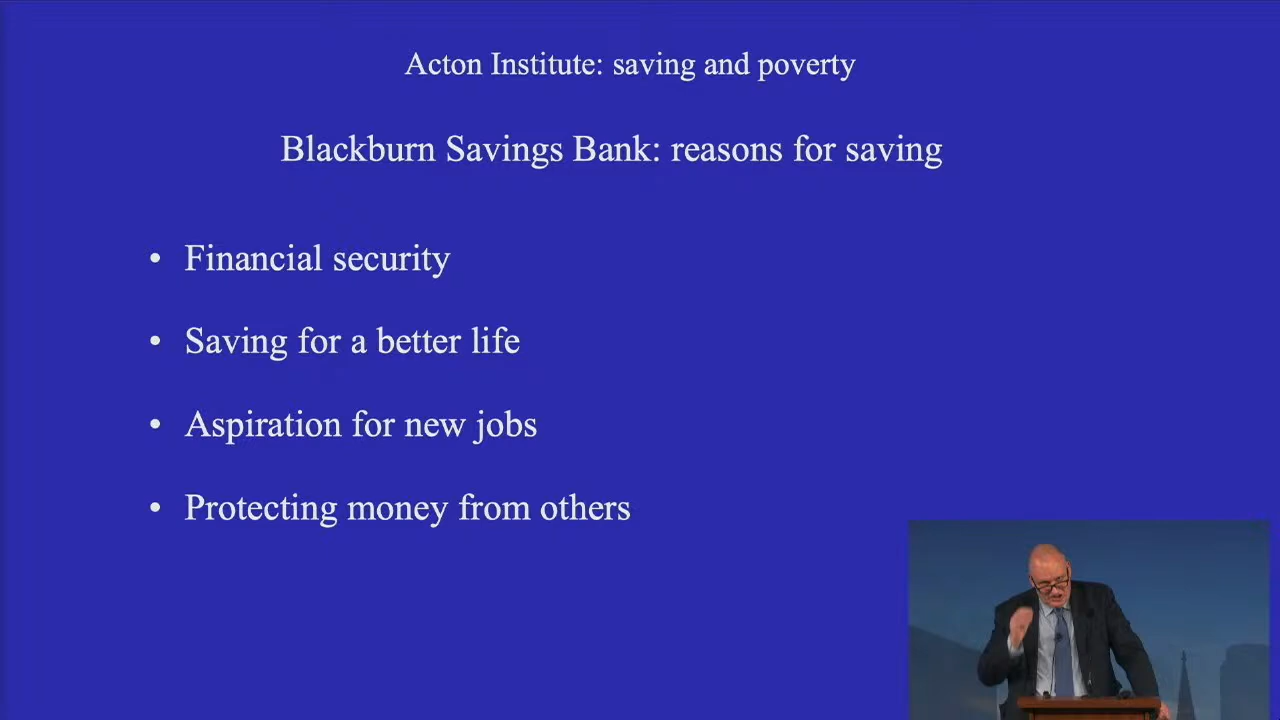 Acton Institute: saving and poverty
Blackburn Savings Bank: reasons for saving
• Financial security
• Saving for a better life
• Aspiration for new jobs
• Protecting money from others